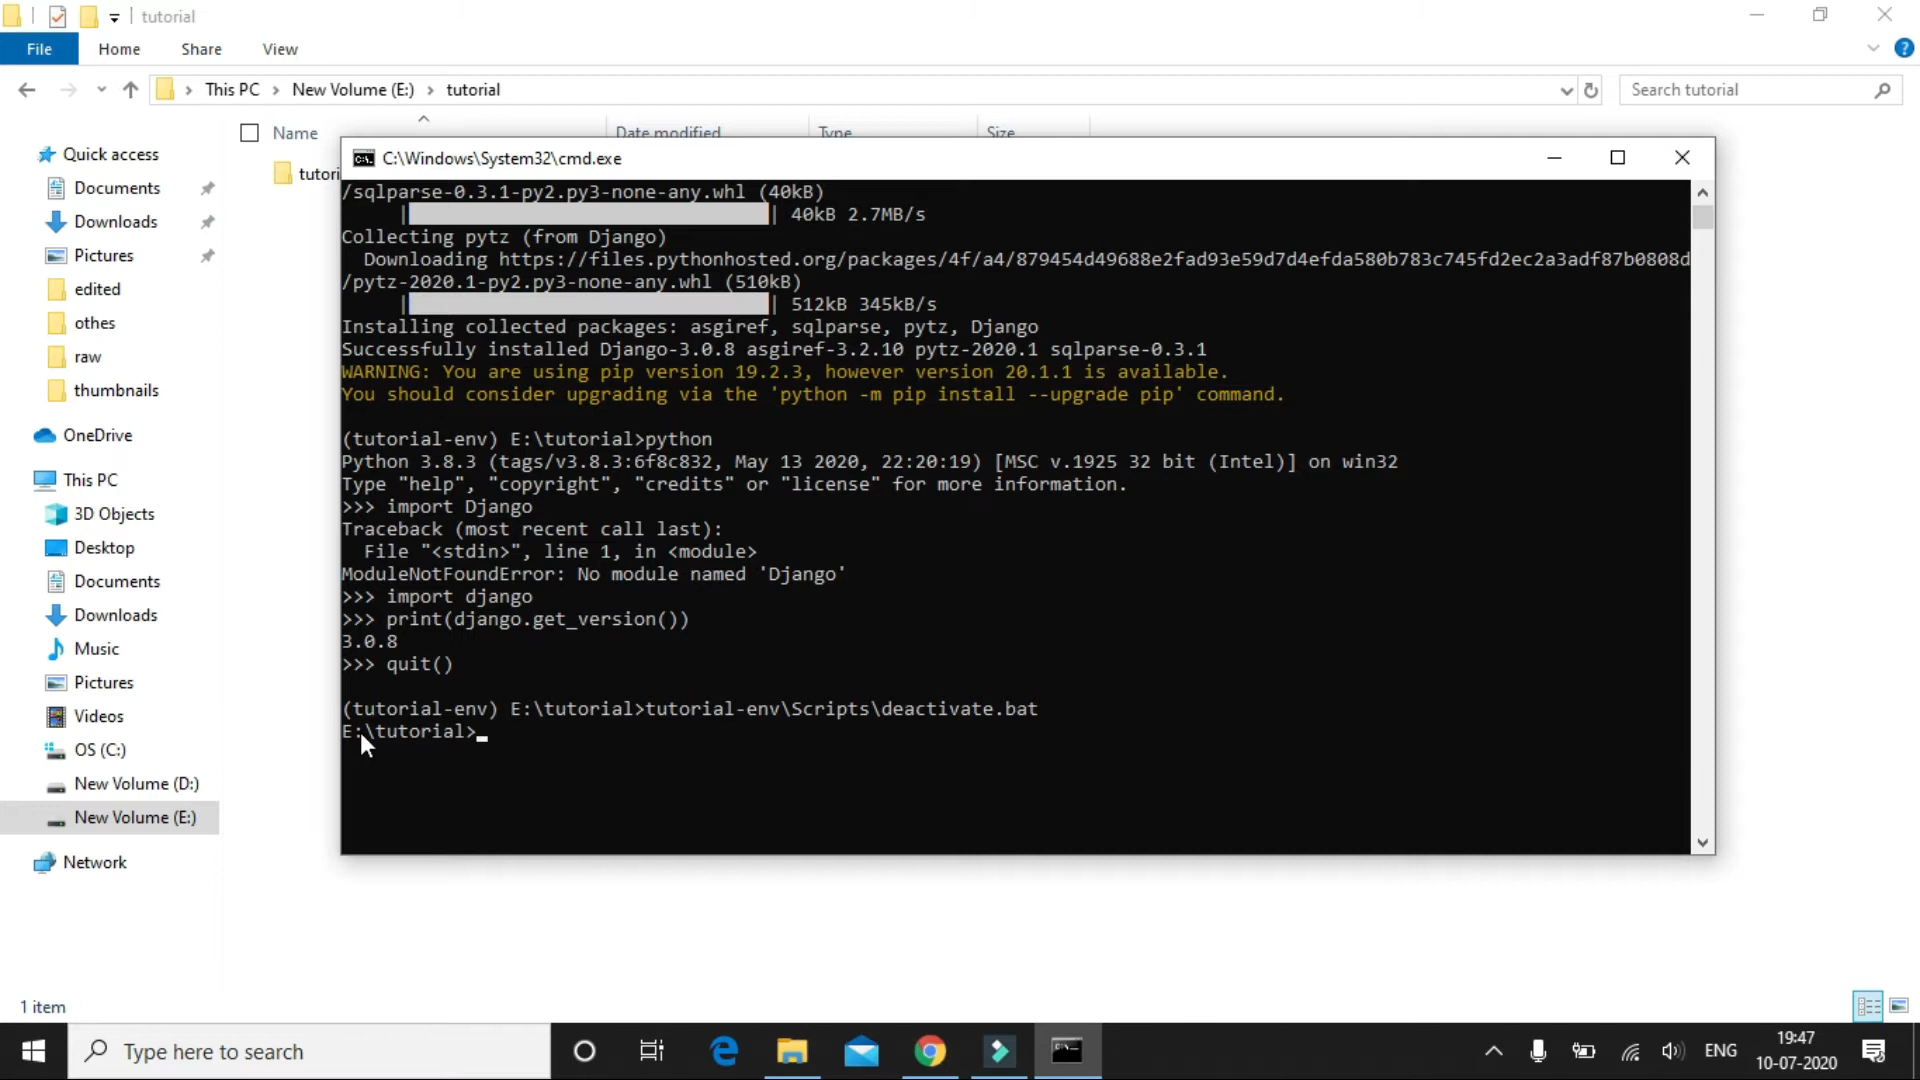 tutorial
File Home Share View
This PC New Volume (E:) tutorial
Search tutorial
Name Date modified Type Size
tutori
Quick access
Documents
Downloads
Pictures
edited
othes
raw
thumbnails
OneDrive
This PC
3D Objects
Desktop
Documents
Downloads
Music
Pictures
Videos
OS (C:)
New Volume (D:)
New Volume (E:)
Network
C:\Windows\System32\cmd.exe
/sqlparse-0.3.1-py2.py3-none-any.whl (40kB)
| | 40kB 2.7MB/s
Collecting pytz (from Django)
Downloading https://files.pythonhosted.org/packages/4f/a4/879454d49688e2fad93e59d7d4efda580b783c745fd2ec2a3adf87b0808d
/pytz-2020.1-py2.py3-none-any.whl (510kB)
| | 512kB 345kB/s
Installing collected packages: asgiref, sqlparse, pytz, Django
Successfully installed Django-3.0.8 asgiref-3.2.10 pytz-2020.1 sqlparse-0.3.1
WARNING: You are using pip version 19.2.3, however version 20.1.1 is available.
You should consider upgrading via the 'python -m pip install --upgrade pip' command.
(tutorial-env) E:\tutorial>python
Python 3.8.3 (tags/v3.8.3:6f8c832, May 13 2020, 22:20:19) [MSC v.1925 32 bit (Intel)] on win32
Type "help", "copyright", "credits" or "license" for more information.
>>> import Django
Traceback (most recent call last):
File "<stdin>", line 1, in <module>
ModuleNotFoundError: No module named 'Django'
>>> import django
>>> print(django.get_version())
3.0.8
>>> quit()
(tutorial-env) E:\tutorial>tutorial-env\Scripts\deactivate.bat
E:\tutorial>
1 item
Type here to search
ENG
19:47
10-07-2020